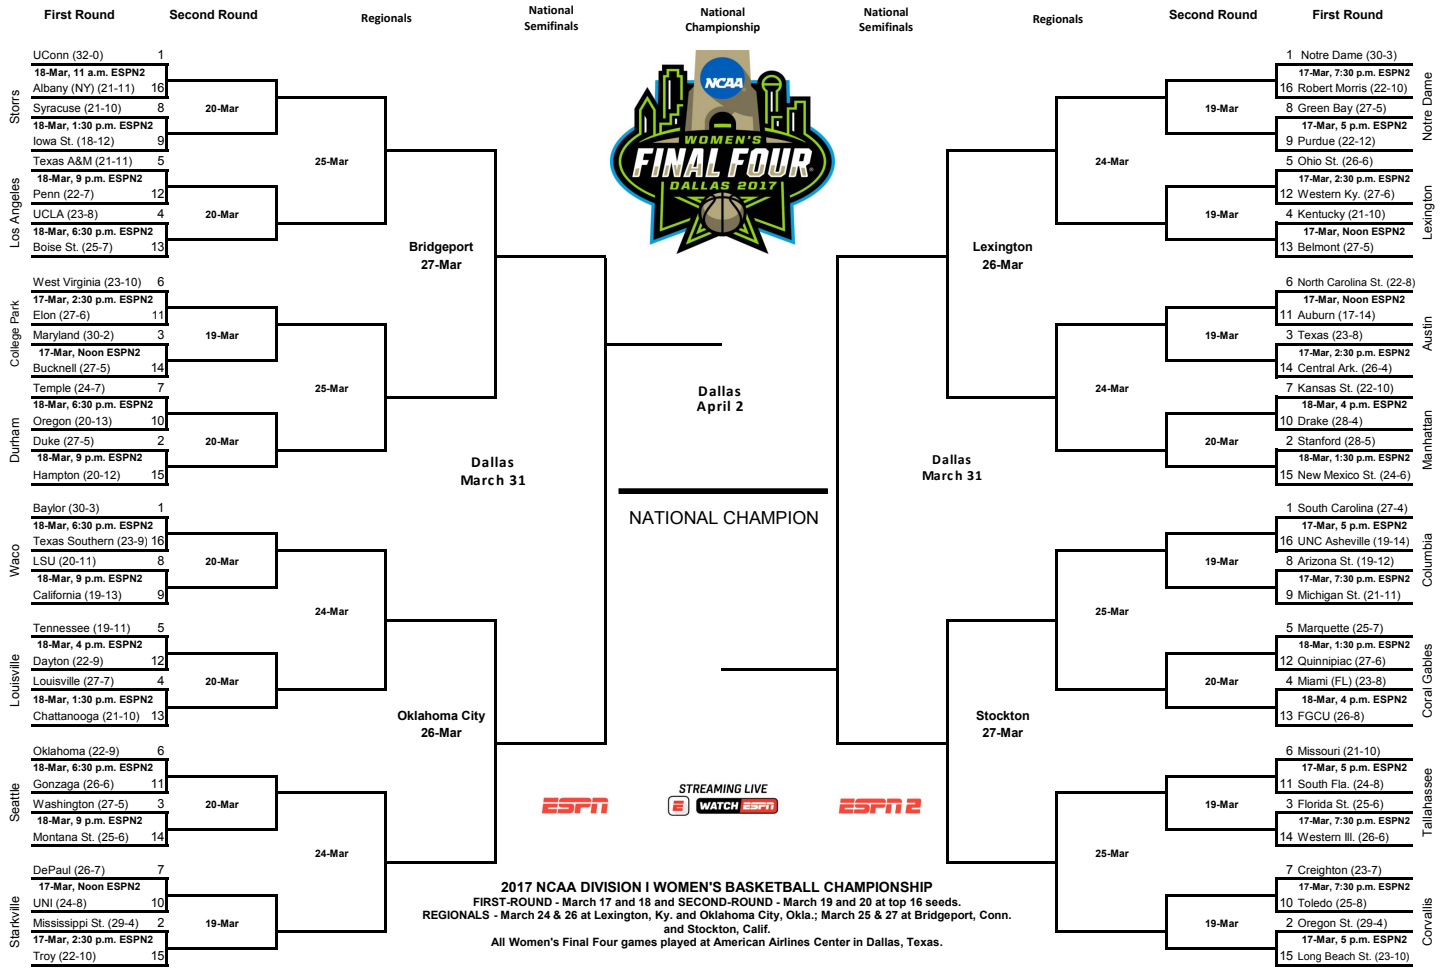 First Round
Second Round
Regionals
National
Semifinals
National
Championship
National
Semifinals
Regionals
Second Round
First Round
Storrs
UConn (32-0) 1
18-Mar, 11 a.m. ESPN2
Albany (NY) (21-11) 16
Syracuse (21-10) 8
18-Mar, 1:30 p.m. ESPN2
Iowa St. (18-12) 9
20-Mar
Los Angeles
Texas A&M (21-11) 5
18-Mar, 9 p.m. ESPN2
Penn (22-7) 12
UCLA (23-8) 4
18-Mar, 6:30 p.m. ESPN2
Boise St. (25-7) 13
20-Mar
25-Mar
Bridgeport
27-Mar
College Park
West Virginia (23-10) 6
17-Mar, 2:30 p.m. ESPN2
Elon (27-6) 11
Maryland (30-2) 3
17-Mar, Noon ESPN2
Bucknell (27-5) 14
19-Mar
Durham
Temple (24-7) 7
18-Mar, 6:30 p.m. ESPN2
Oregon (20-13) 10
Duke (27-5) 2
18-Mar, 9 p.m. ESPN2
Hampton (20-12) 15
20-Mar
25-Mar
Dallas
March 31
Waco
Baylor (30-3) 1
18-Mar, 6:30 p.m. ESPN2
Texas Southern (23-9) 16
LSU (20-11) 8
18-Mar, 9 p.m. ESPN2
California (19-13) 9
20-Mar
Louisville
Tennessee (19-11) 5
18-Mar, 4 p.m. ESPN2
Dayton (22-9) 12
Louisville (27-7) 4
18-Mar, 1:30 p.m. ESPN2
Chattanooga (21-10) 13
20-Mar
24-Mar
Oklahoma City
26-Mar
Seattle
Oklahoma (22-9) 6
18-Mar, 6:30 p.m. ESPN2
Gonzaga (26-6) 11
Washington (27-5) 3
18-Mar, 9 p.m. ESPN2
Montana St. (25-6) 14
20-Mar
Starkville
DePaul (26-7) 7
17-Mar, Noon ESPN2
UNI (24-8) 10
Mississippi St. (29-4) 2
17-Mar, 2:30 p.m. ESPN2
Troy (22-10) 15
19-Mar
24-Mar
NCAA
WOMEN'S
FINAL FOUR
DALLAS 2017
Dallas
April 2
NATIONAL CHAMPION
Notre Dame
1 Notre Dame (30-3)
17-Mar, 7:30 p.m. ESPN2
16 Robert Morris (22-10)
8 Green Bay (27-5)
17-Mar, 5 p.m. ESPN2
9 Purdue (22-12)
19-Mar
Lexington
5 Ohio St. (26-6)
17-Mar, 2:30 p.m. ESPN2
12 Western Ky. (27-6)
4 Kentucky (21-10)
17-Mar, Noon ESPN2
13 Belmont (27-5)
19-Mar
24-Mar
Lexington
26-Mar
Austin
6 North Carolina St. (22-8)
17-Mar, Noon ESPN2
11 Auburn (17-14)
3 Texas (23-8)
17-Mar, 2:30 p.m. ESPN2
14 Central Ark. (26-4)
19-Mar
Manhattan
7 Kansas St. (22-10)
18-Mar, 4 p.m. ESPN2
10 Drake (28-4)
2 Stanford (28-5)
18-Mar, 1:30 p.m. ESPN2
15 New Mexico St. (24-6)
20-Mar
24-Mar
Dallas
March 31
Columbia
1 South Carolina (27-4)
17-Mar, 5 p.m. ESPN2
16 UNC Asheville (19-14)
8 Arizona St. (19-12)
17-Mar, 7:30 p.m. ESPN2
9 Michigan St. (21-11)
19-Mar
Coral Gables
5 Marquette (25-7)
18-Mar, 1:30 p.m. ESPN2
12 Quinnipiac (27-6)
4 Miami (FL) (23-8)
18-Mar, 4 p.m. ESPN2
13 FGCU (26-8)
20-Mar
25-Mar
Stockton
27-Mar
Tallahassee
6 Missouri (21-10)
17-Mar, 5 p.m. ESPN2
11 South Fla. (24-8)
3 Florida St. (25-6)
17-Mar, 7:30 p.m. ESPN2
14 Western Ill. (26-6)
19-Mar
Corvallis
7 Creighton (23-7)
17-Mar, 7:30 p.m. ESPN2
10 Toledo (25-8)
2 Oregon St. (29-4)
17-Mar, 5 p.m. ESPN2
15 Long Beach St. (23-10)
19-Mar
25-Mar
ESPN
STREAMING LIVE
E WATCH ESPN
ESPN 2
2017 NCAA DIVISION I WOMEN'S BASKETBALL CHAMPIONSHIP
FIRST-ROUND - March 17 and 18 and SECOND-ROUND - March 19 and 20 at top 16 seeds.
REGIONALS - March 24 & 26 at Lexington, Ky. and Oklahoma City, Okla.; March 25 & 27 at Bridgeport, Conn.
and Stockton, Calif.
All Women's Final Four games played at American Airlines Center in Dallas, Texas.